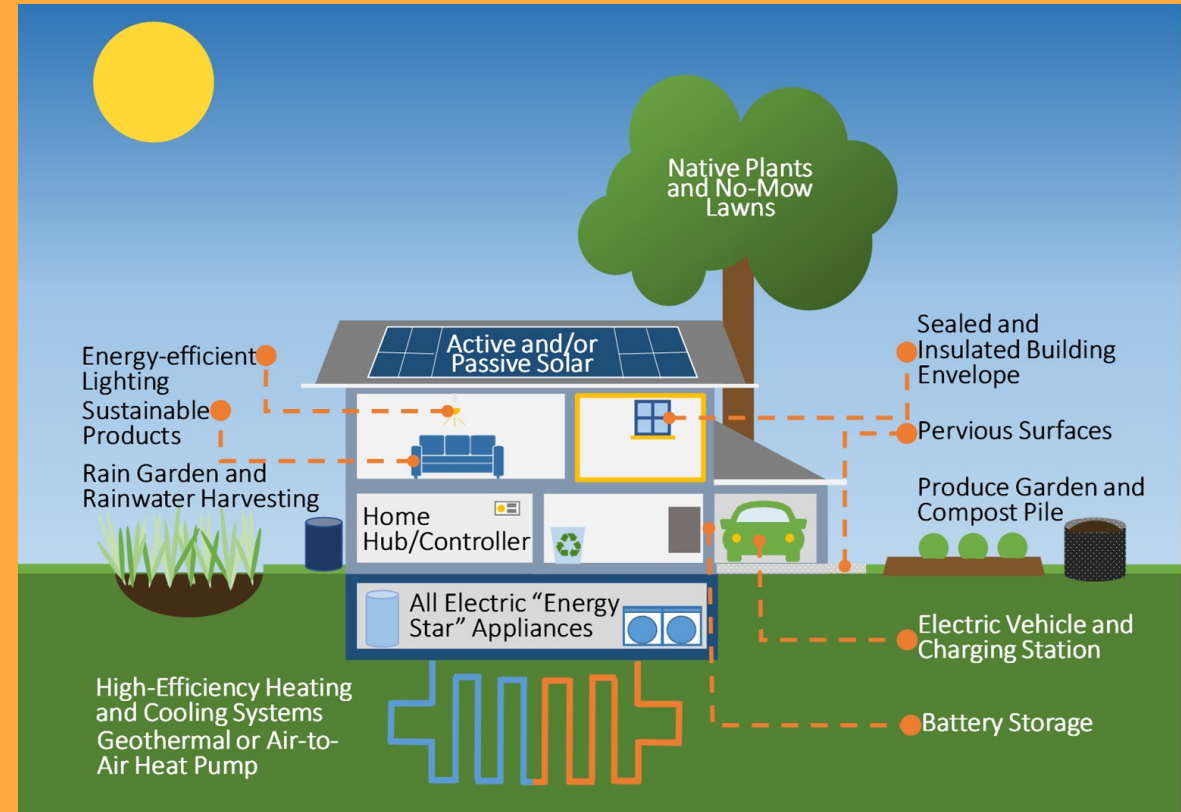 Native Plants
and No-Mow
Lawns
Active and/or
Passive Solar
Energy-efficient
Lighting
Sustainable
Products
Rain Garden and
Rainwater Harvesting
Home
Hub/Controller
All Electric “Energy
Star” Appliances
High-Efficiency Heating
and Cooling Systems
Geothermal or Air-to-
Air Heat Pump
Sealed and
Insulated Building
Envelope
Pervious Surfaces
Produce Garden and
Compost Pile
Electric Vehicle and
Charging Station
Battery Storage